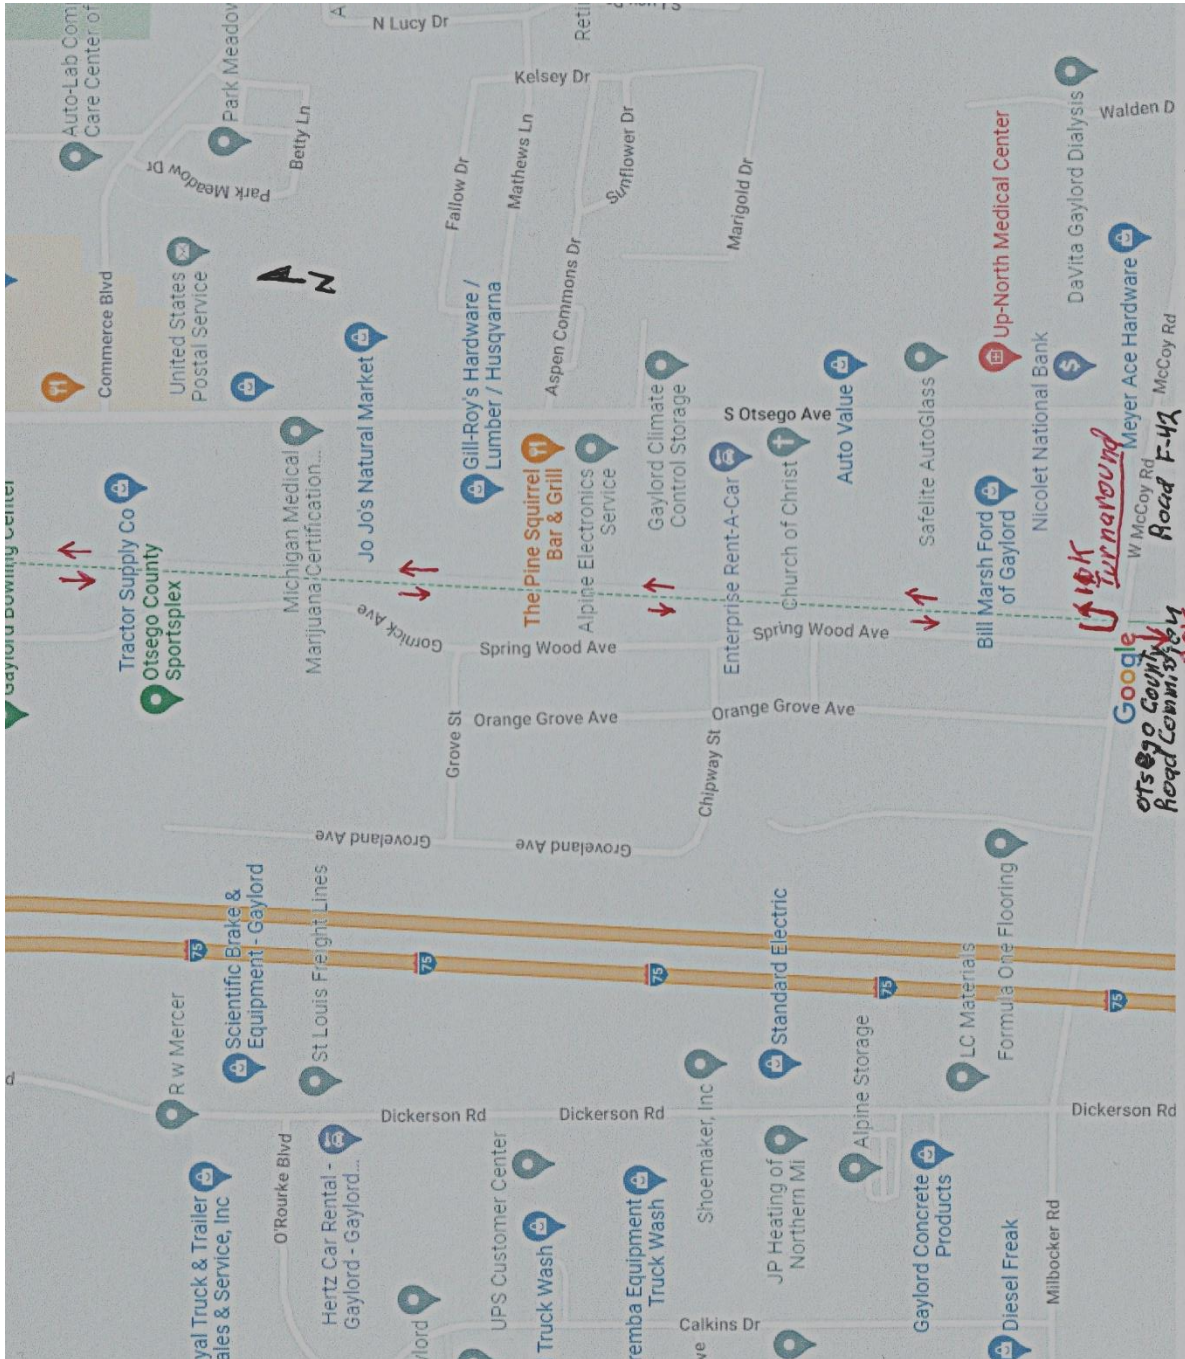 Auto-Lab Com
Care Center of
Park Meadow
A
N Lucy Dr
Kelsey Dr
Walden D
DaVita Gaylord Dialysis
Betty Ln
Park Meadow Dr
Fallow Dr
Mathews Ln
Sunflower Dr
Marigold Dr
Up-North Medical Center
Meyer Ace Hardware
United States
Postal Service
N
Commerce Blvd
Jo Jo's Natural Market
Gill-Roy's Hardware /
Lumber / Husqvarna
Aspen Commons Dr
Gaylord Climate
Control Storage
Auto Value
Safelite AutoGlass
Nicolet National Bank
McCoy Rd
S Otsego Ave
Gaylord Bowling Center
Tractor Supply Co
Otsego County
Sportsplex
Michigan Medical
Marijuana Certification...
The Pine Squirrel
Bar & Grill
Alpine Electronics
Service
Enterprise Rent-A-Car
Church of Christ
Bill Marsh Ford
of Gaylord
10K
Turnaround
W McCoy Rd
Road F-42
Gornick Ave
Spring Wood Ave
Spring Wood Ave
Google
Otsego County
Road Commission
Grove St
Orange Grove Ave
Orange Grove Ave
Chipway St
Groveland Ave
Groveland Ave
75
75
75
75
75
Scientific Brake &
Equipment - Gaylord
St Louis Freight Lines
Standard Electric
LC Materials
Formula One Flooring
R W Mercer
Dickerson Rd
Dickerson Rd
Dickerson Rd
Shoemaker, Inc
Alpine Storage
O'Rourke Blvd
Hertz Car Rental -
Gaylord - Gaylord...
UPS Customer Center
Truck Wash
remba Equipment
Truck Wash
JP Heating of
Northern MI
Gaylord Concrete
Products
Diesel Freak
Milbocker Rd
yal Truck & Trailer
ales & Service, Inc
ylord
Calkins Dr
ve